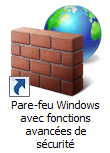 Pare-feu Windows
avec fonctions
avancées de
sécurité